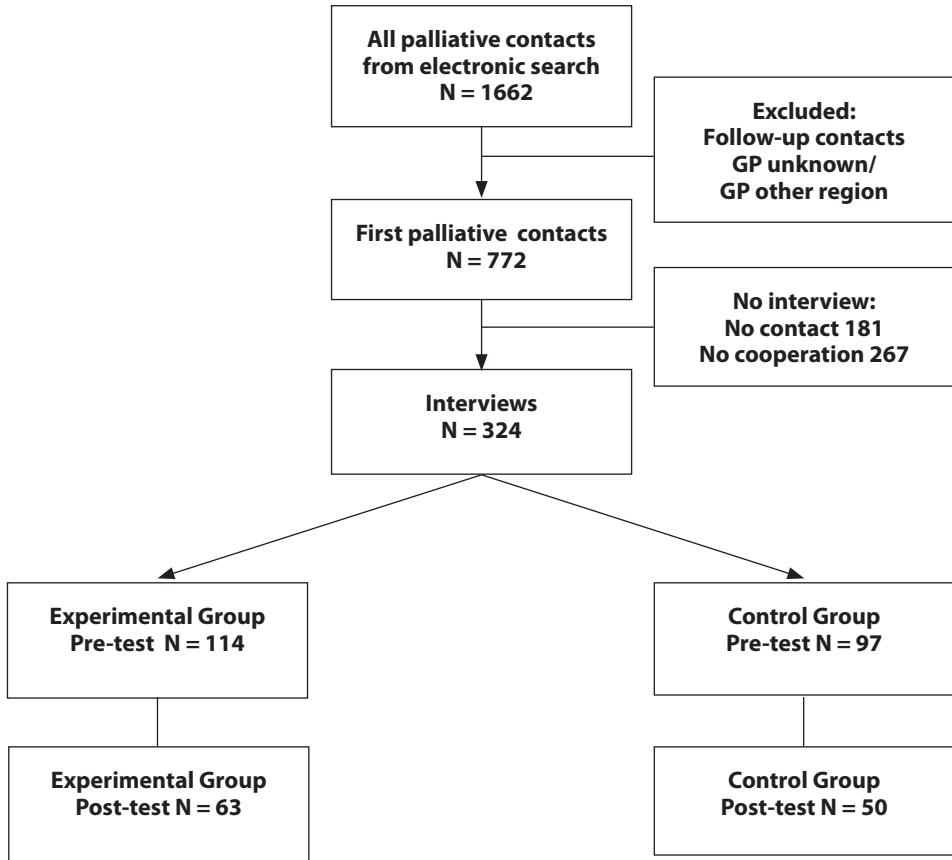 All palliative contacts
from electronic search
N = 1662
Excluded:
Follow-up contacts
GP unknown/
GP other region
First palliative contacts
N = 772
No interview:
No contact 181
No cooperation 267
Interviews
N = 324
Experimental Group
Pre-test N = 114
Control Group
Pre-test N = 97
Experimental Group
Post-test N = 63
Control Group
Post-test N = 50